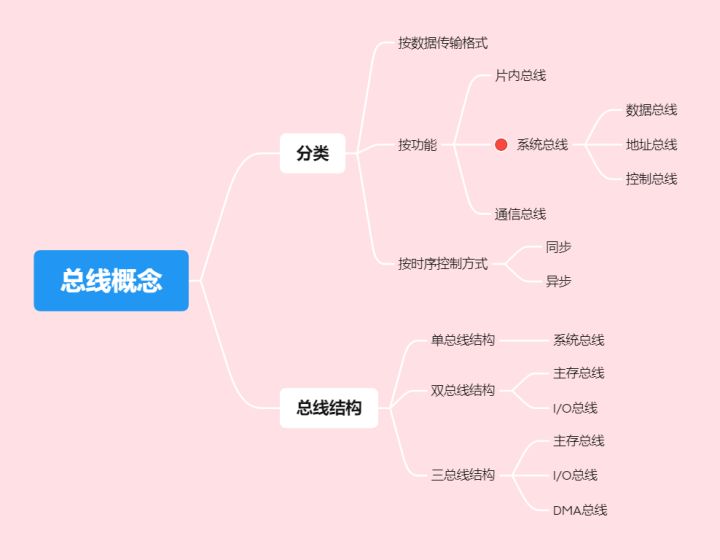 总线概念
分类
按数据传输格式
按功能
片内总线
系统总线
数据总线
地址总线
控制总线
通信总线
按时序控制方式
同步
异步
总线结构
单总线结构
系统总线
双总线结构
主存总线
I/O总线
三总线结构
主存总线
I/O总线
DMA总线